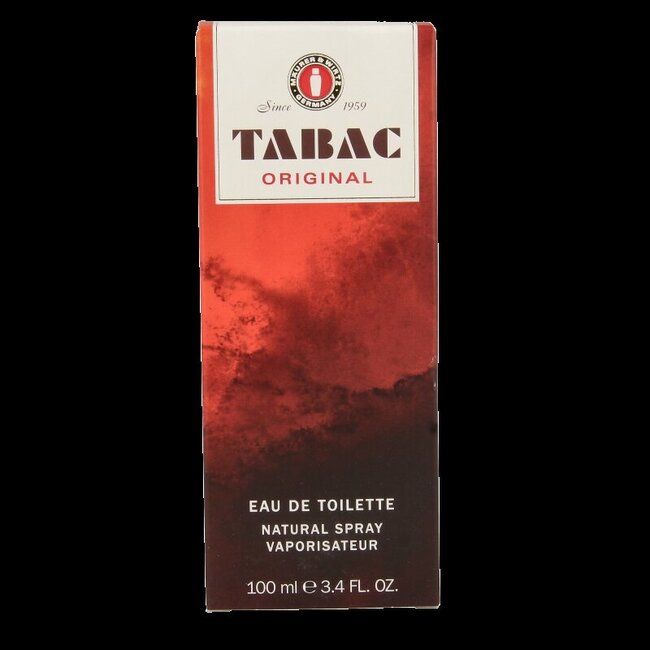 MÄURER & WIRTZ
GERMANY
Since 1959
TABAC
ORIGINAL
EAU DE TOILETTE
NATURAL SPRAY
VAPORISATEUR
100 ml ℮ 3.4 FL. OZ.